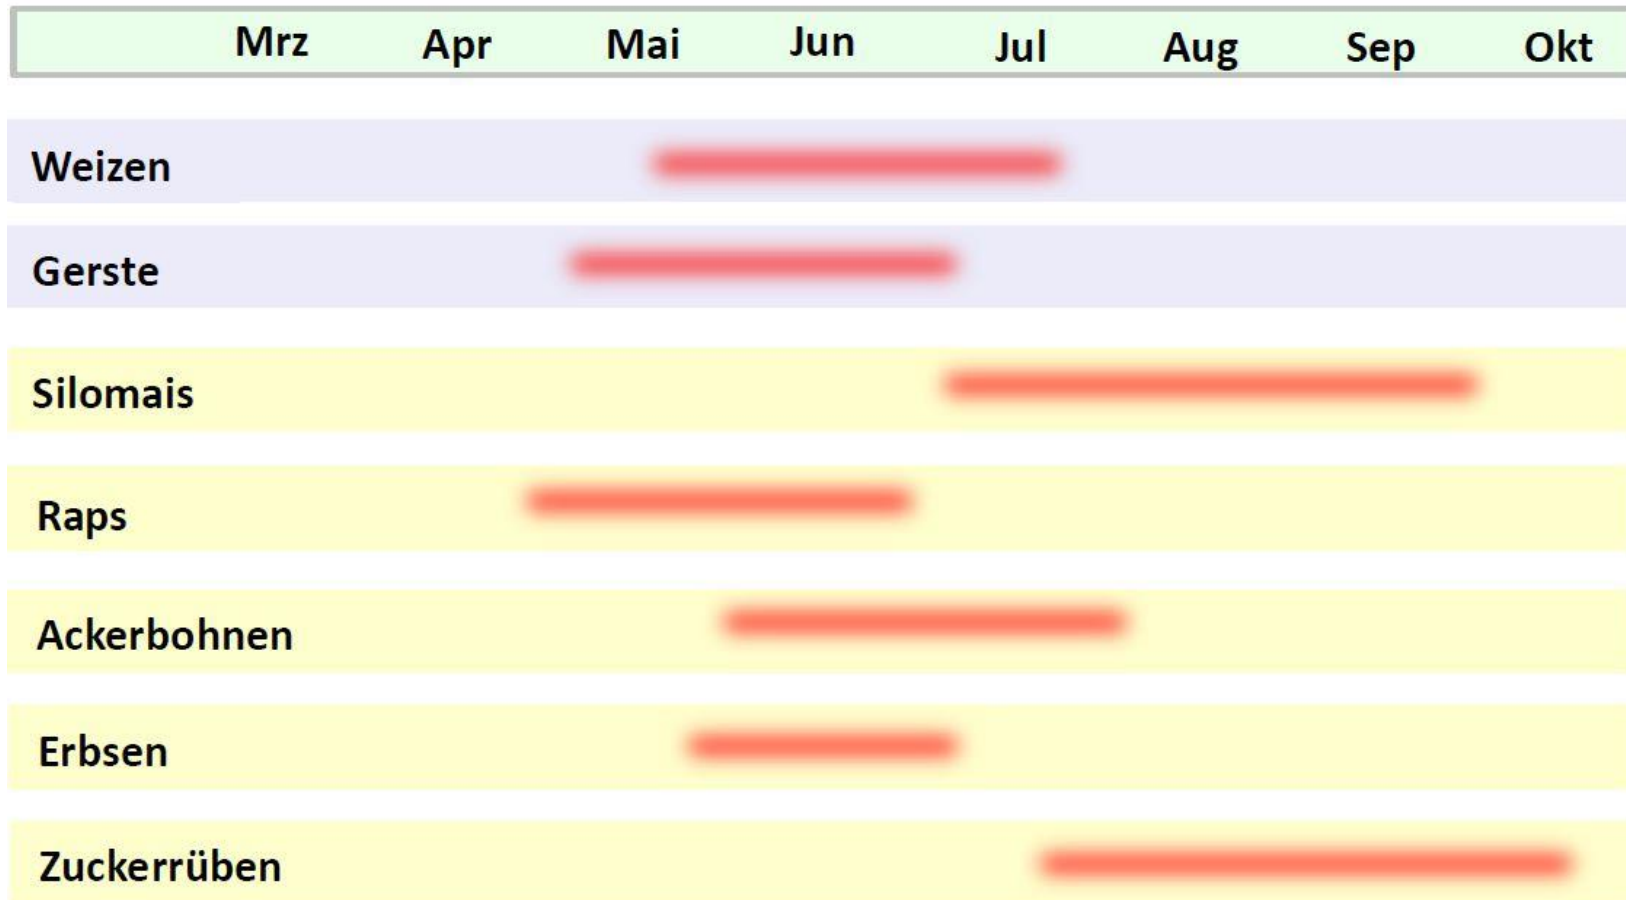 Mrz Apr Mai Jun Jul Aug Sep Okt
Weizen
Gerste
Silomais
Raps
Ackerbohnen
Erbsen
Zuckerrüben